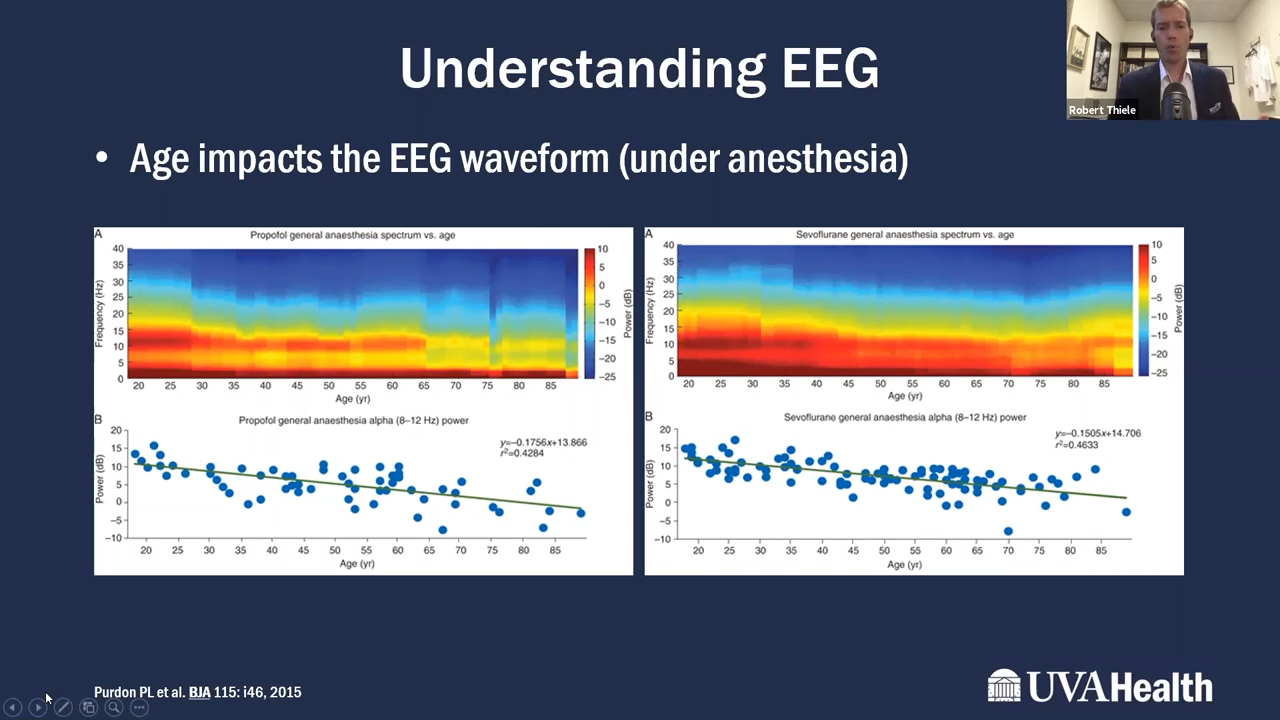 Understanding EEG
Robert Thiele
• Age impacts the EEG waveform (under anesthesia)
A
Propofol general anaesthesia spectrum vs. age
Frequency (Hz)
40
35
30
25
20
15
10
5
0
20 25 30 35 40 45 50 55 60 65 70 75 80 85
Age (yr)
10
5
0
−5
−10
−15
−20
−25
Power (dB)
B
Propofol general anaesthesia alpha (8–12 Hz) power
y=−0.1756x+13.866
r²=0.4284
Power (dB)
20
15
10
5
0
−5
−10
20 25 30 35 40 45 50 55 60 65 70 75 80 85
Age (yr)
A
Sevoflurane general anaesthesia spectrum vs. age
Frequency (Hz)
40
35
30
25
20
15
10
5
0
20 25 30 35 40 45 50 55 60 65 70 75 80 85
Age (yr)
10
5
0
−5
−10
−15
−20
−25
Power (dB)
B
Sevoflurane general anaesthesia alpha (8–12 Hz) power
y=−0.1505x+14.706
r²=0.4633
Power (dB)
20
15
10
5
0
−5
−10
20 25 30 35 40 45 50 55 60 65 70 75 80 85
Age (yr)
Purdon PL et al. BJA 115: i46, 2015
UVAHealth